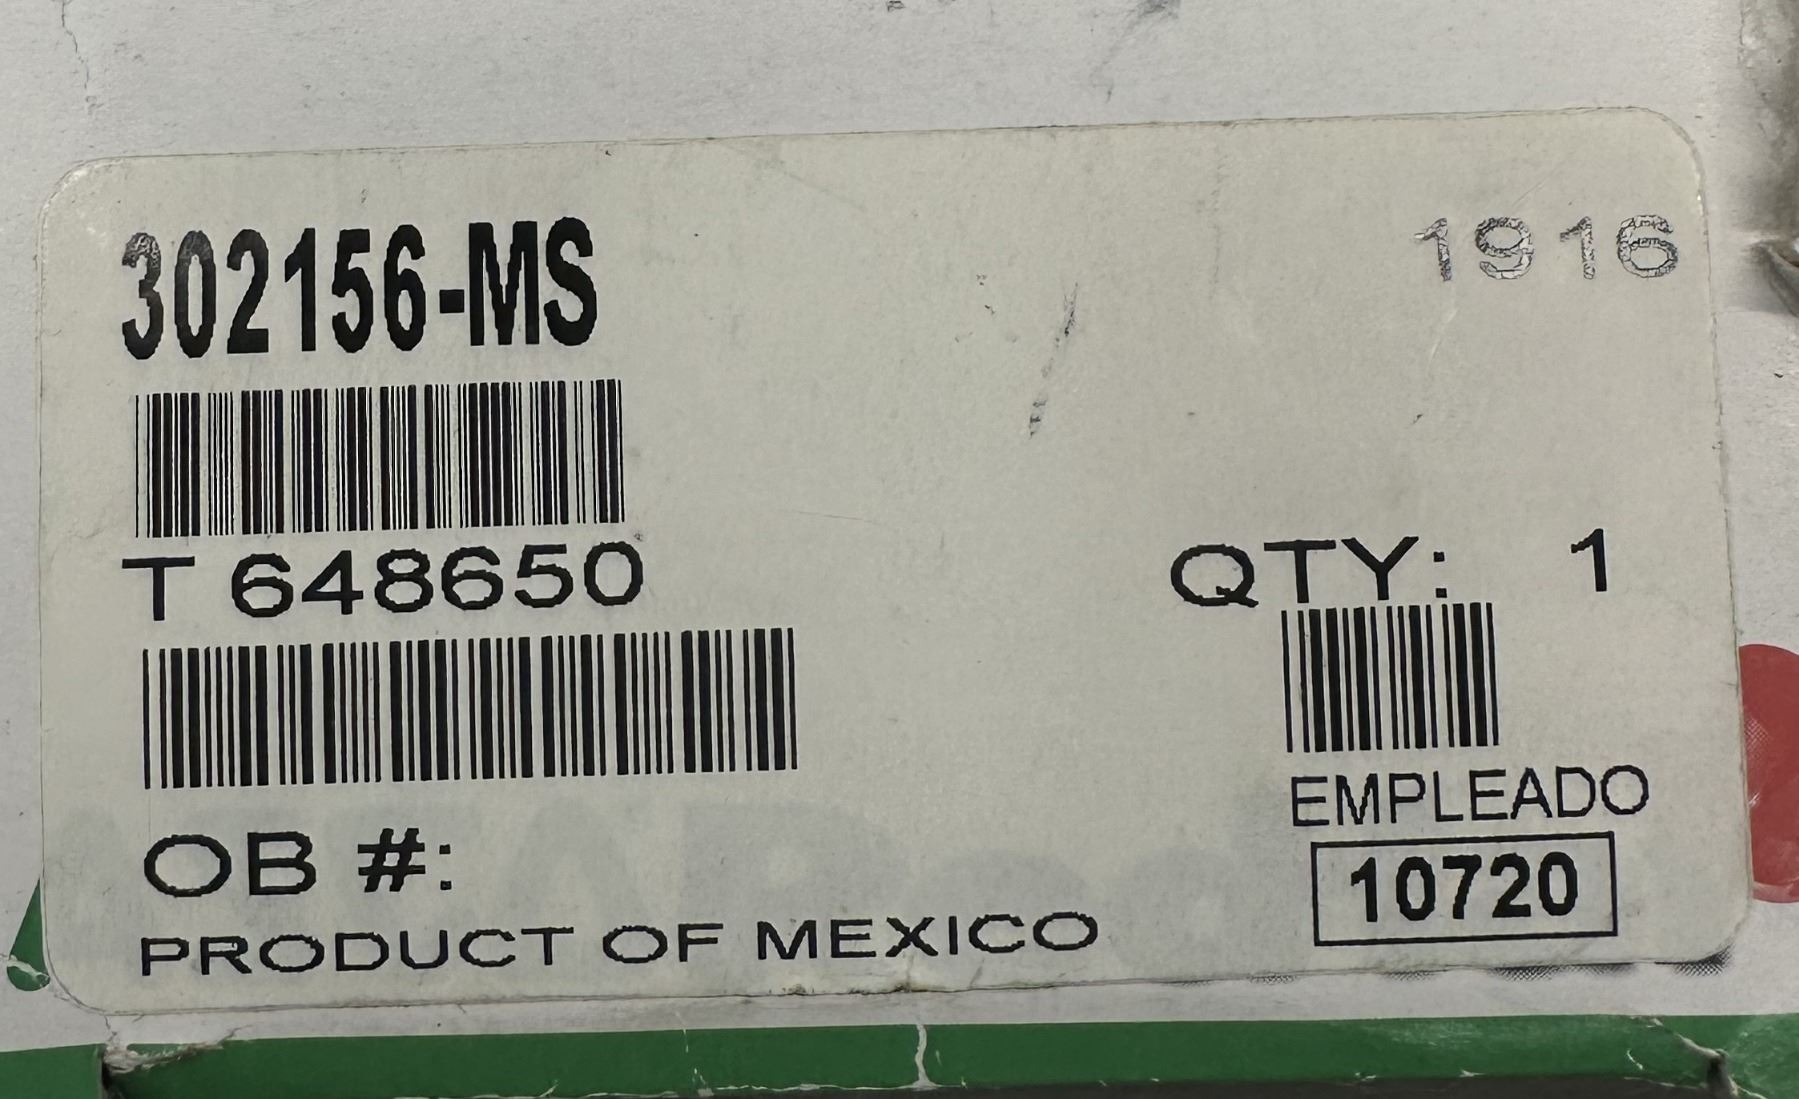 302156-MS
1916
T 648650
QTY: 1
EMPLEADO
10720
OB #:
PRODUCT OF MEXICO